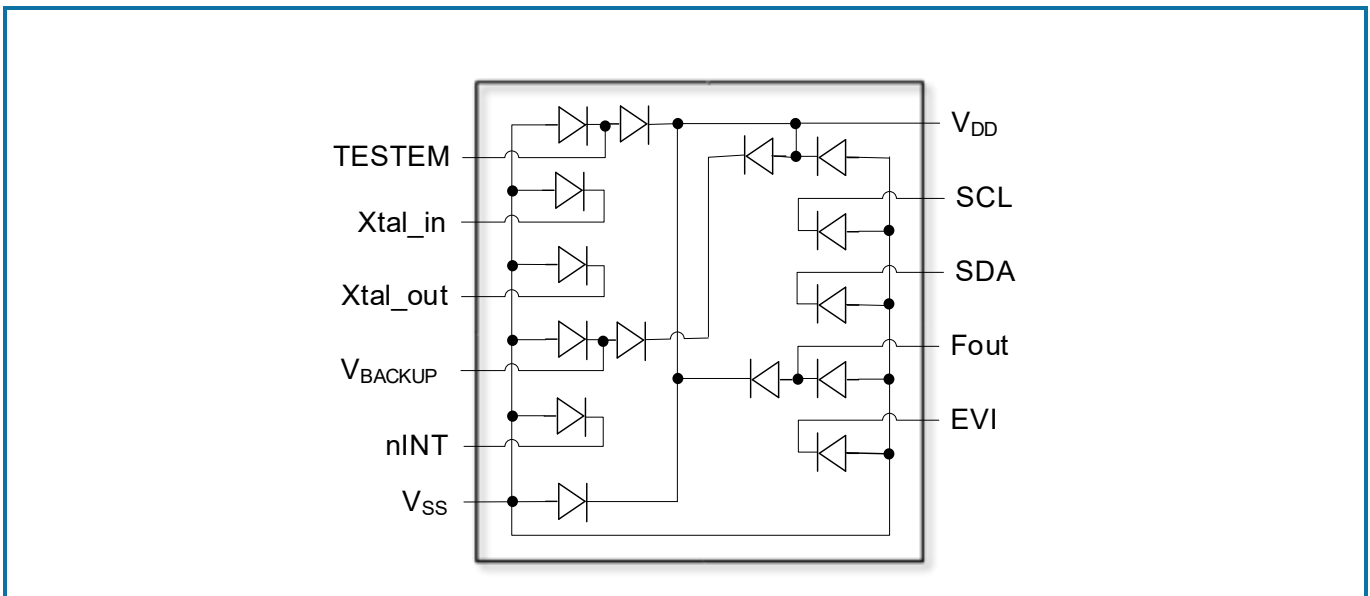 TESTEM
Xtal_in
Xtal_out
VBACKUP
nINT
VSS
VDD
SCL
SDA
Fout
EVI